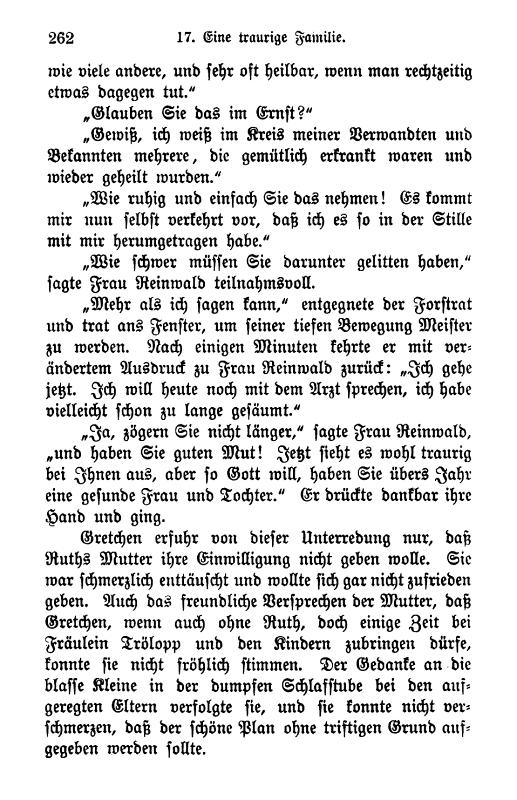 262 17. Eine traurige Familie.
wie viele andere, und sehr oft heilbar, wenn man rechtzeitig
etwas dagegen tut.“
„Glauben Sie das im Ernst?“
„Gewiß, ich weiß im Kreis meiner Verwandten und
Bekannten mehrere, die gemütlich erkrankt waren und
wieder geheilt wurden.“
„Wie ruhig und einfach Sie das nehmen! Es kommt
mir nun selbst verkehrt vor, daß ich es so in der Stille
mit mir herumgetragen habe.“
„Wie schwer müssen Sie darunter gelitten haben,“
sagte Frau Reinwald teilnahmsvoll.
„Mehr als ich sagen kann,“ entgegnete der Forstrat
und trat ans Fenster, um seiner tiefen Bewegung Meister
zu werden. Nach einigen Minuten kehrte er mit ver-
ändertem Ausdruck zu Frau Reinwald zurück: „Ich gehe
jetzt. Ich will heute noch mit dem Arzt sprechen, ich habe
vielleicht schon zu lange gesäumt.“
„Ja, zögern Sie nicht länger,“ sagte Frau Reinwald,
„und haben Sie guten Mut! Jetzt sieht es wohl traurig
bei Ihnen aus, aber so Gott will, haben Sie übers Jahr
eine gesunde Frau und Tochter.“ Er drückte dankbar ihre
Hand und ging.
Gretchen erfuhr von dieser Unterredung nur, daß
Ruths Mutter ihre Einwilligung nicht geben wolle. Sie
war schmerzlich enttäuscht und wollte sich gar nicht zufrieden
geben. Auch das freundliche Versprechen der Mutter, daß
Gretchen, wenn auch ohne Ruth, doch einige Zeit bei
Fräulein Trölopp und den Kindern zubringen dürfe,
konnte sie nicht fröhlich stimmen. Der Gedanke an die
blasse Kleine in der dumpfen Schlafstube bei den auf-
geregten Eltern verfolgte sie, und sie konnte nicht ver-
schmerzen, daß der schöne Plan ohne triftigen Grund auf-
gegeben werden sollte.